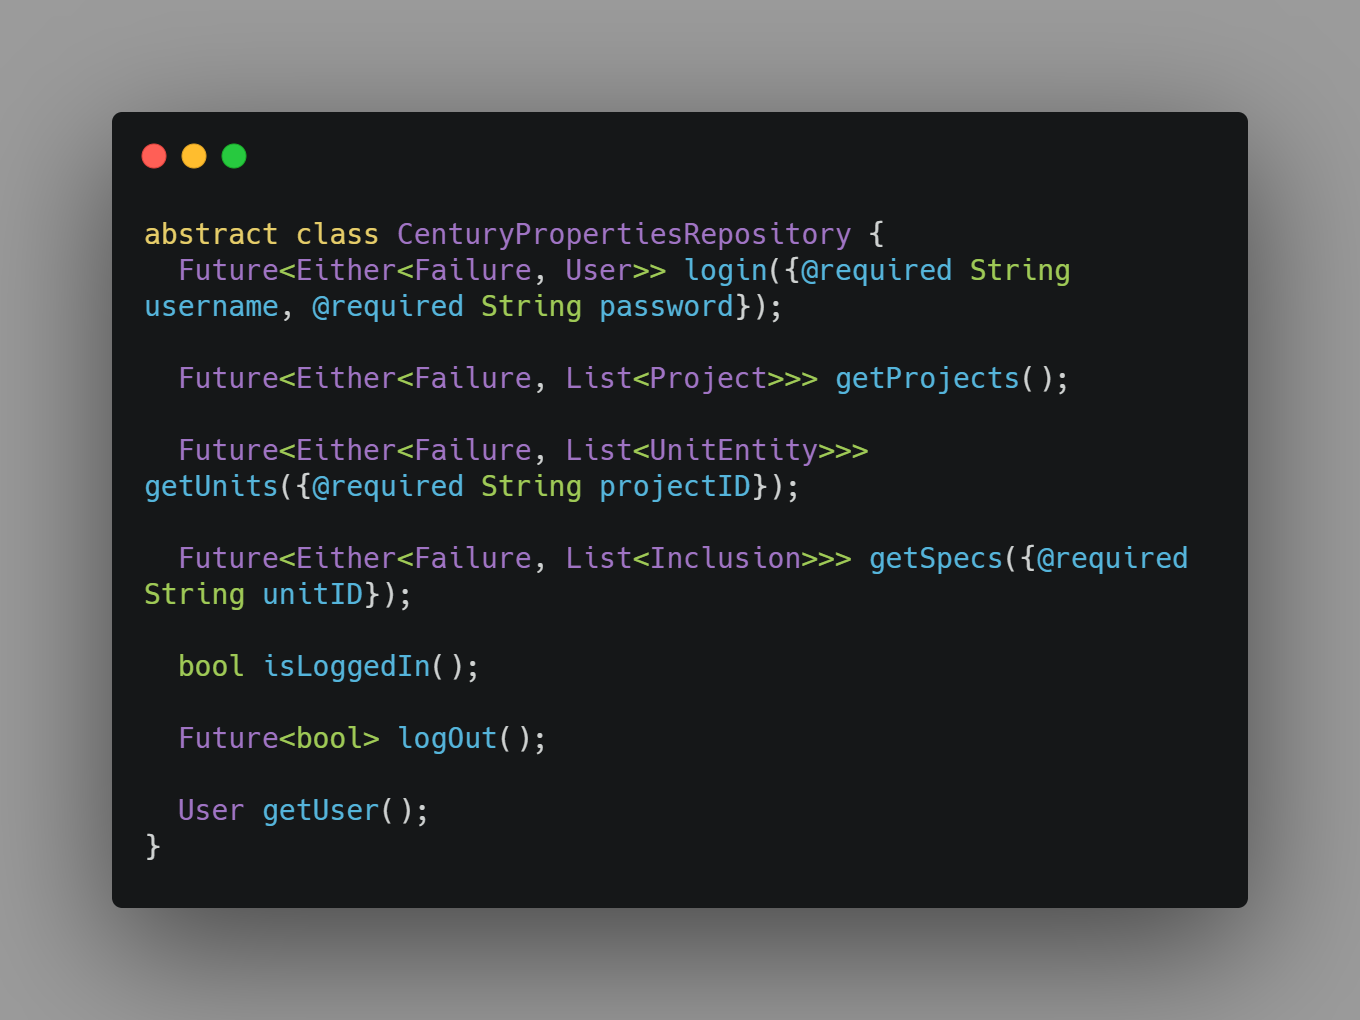 abstract class CenturyPropertiesRepository {
  Future<Either<Failure, User>> login({@required String
username, @required String password});

  Future<Either<Failure, List<Project>>> getProjects();

  Future<Either<Failure, List<UnitEntity>>>
getUnits({@required String projectID});

  Future<Either<Failure, List<Inclusion>>> getSpecs({@required
String unitID});

  bool isLoggedIn();

  Future<bool> logOut();

  User getUser();
}